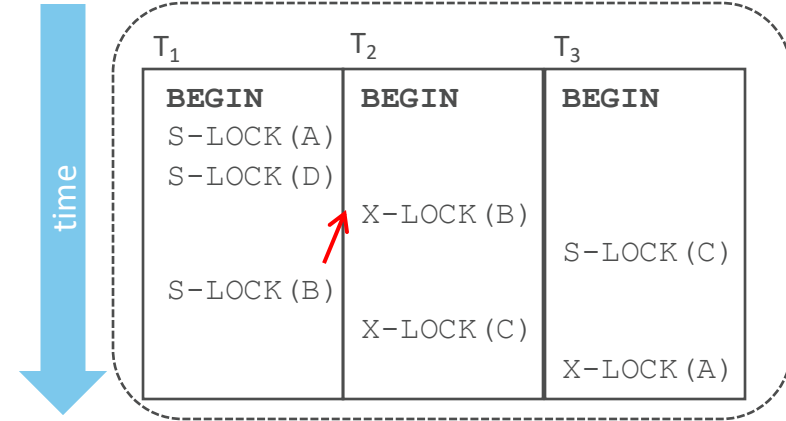 time
T1 T2 T3
BEGIN BEGIN BEGIN
S-LOCK(A)
S-LOCK(D)
X-LOCK(B)
S-LOCK(C)
S-LOCK(B)
X-LOCK(C)
X-LOCK(A)